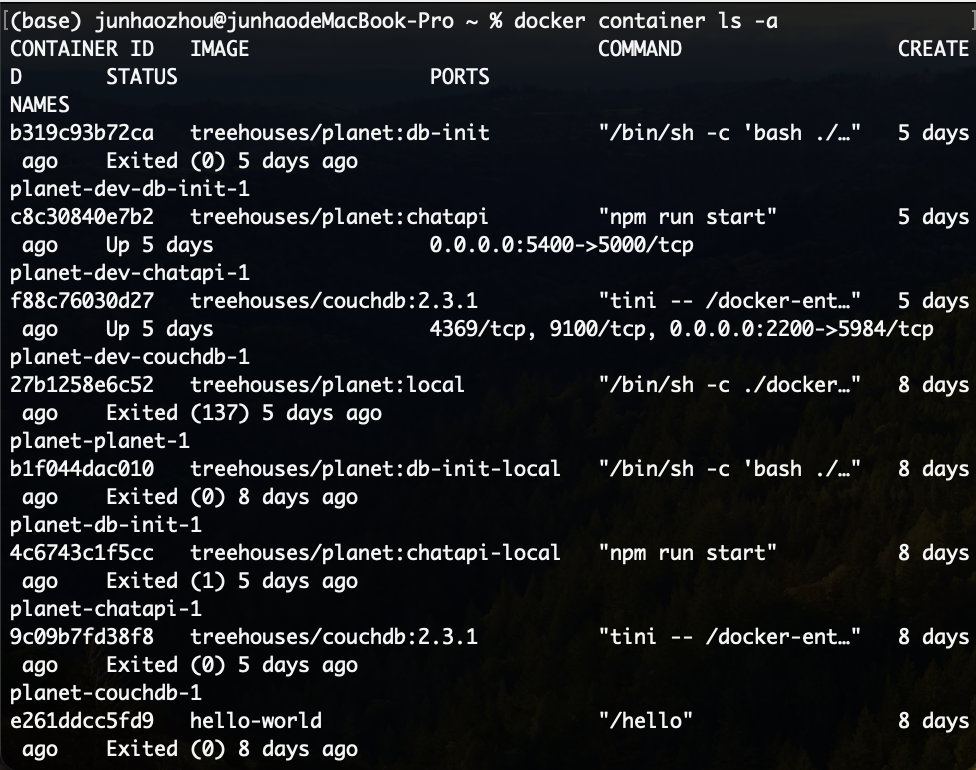 [(base) junhaozhou@junhaodeMacBook-Pro ~ % docker container ls -a ]
CONTAINER ID   IMAGE                             COMMAND                  CREATE
D       STATUS                     PORTS
NAMES
b319c93b72ca   treehouses/planet:db-init         "/bin/sh -c 'bash ./…"   5 days
 ago    Exited (0) 5 days ago
planet-dev-db-init-1
c8c30840e7b2   treehouses/planet:chatapi         "npm run start"          5 days
 ago    Up 5 days                  0.0.0.0:5400->5000/tcp
planet-dev-chatapi-1
f88c76030d27   treehouses/couchdb:2.3.1          "tini -- /docker-ent…"   5 days
 ago    Up 5 days                  4369/tcp, 9100/tcp, 0.0.0.0:2200->5984/tcp
planet-dev-couchdb-1
27b1258e6c52   treehouses/planet:local           "/bin/sh -c ./docker…"   8 days
 ago    Exited (137) 5 days ago
planet-planet-1
b1f044dac010   treehouses/planet:db-init-local   "/bin/sh -c 'bash ./…"   8 days
 ago    Exited (0) 8 days ago
planet-db-init-1
4c6743c1f5cc   treehouses/planet:chatapi-local   "npm run start"          8 days
 ago    Exited (1) 5 days ago
planet-chatapi-1
9c09b7fd38f8   treehouses/couchdb:2.3.1          "tini -- /docker-ent…"   8 days
 ago    Exited (0) 5 days ago
planet-couchdb-1
e261ddcc5fd9   hello-world                       "/hello"                 8 days
 ago    Exited (0) 8 days ago